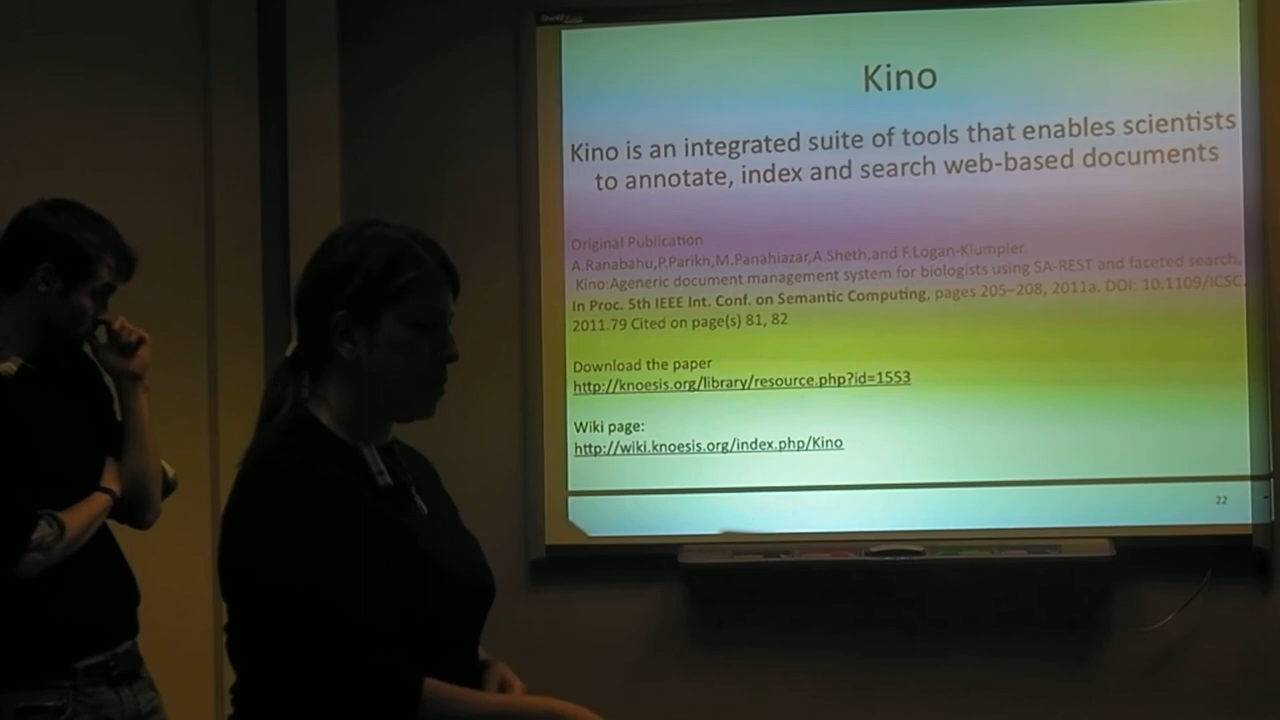 Kino
Kino is an integrated suite of tools that enables scientists
to annotate, index and search web-based documents
Original Publication
A.Ranabahu,P.Parikh,M.Panahiazar,A.Sheth,and F.Logan-Klumpler.
Kino:Ageneric document management system for biologists using SA-REST and faceted search.
In Proc. 5th IEEE Int. Conf. on Semantic Computing, pages 205–208, 2011a. DOI: 10.1109/ICSC.
2011.79 Cited on page(s) 81, 82
Download the paper
http://knoesis.org/library/resource.php?id=1553
Wiki page:
http://wiki.knoesis.org/index.php/Kino
22